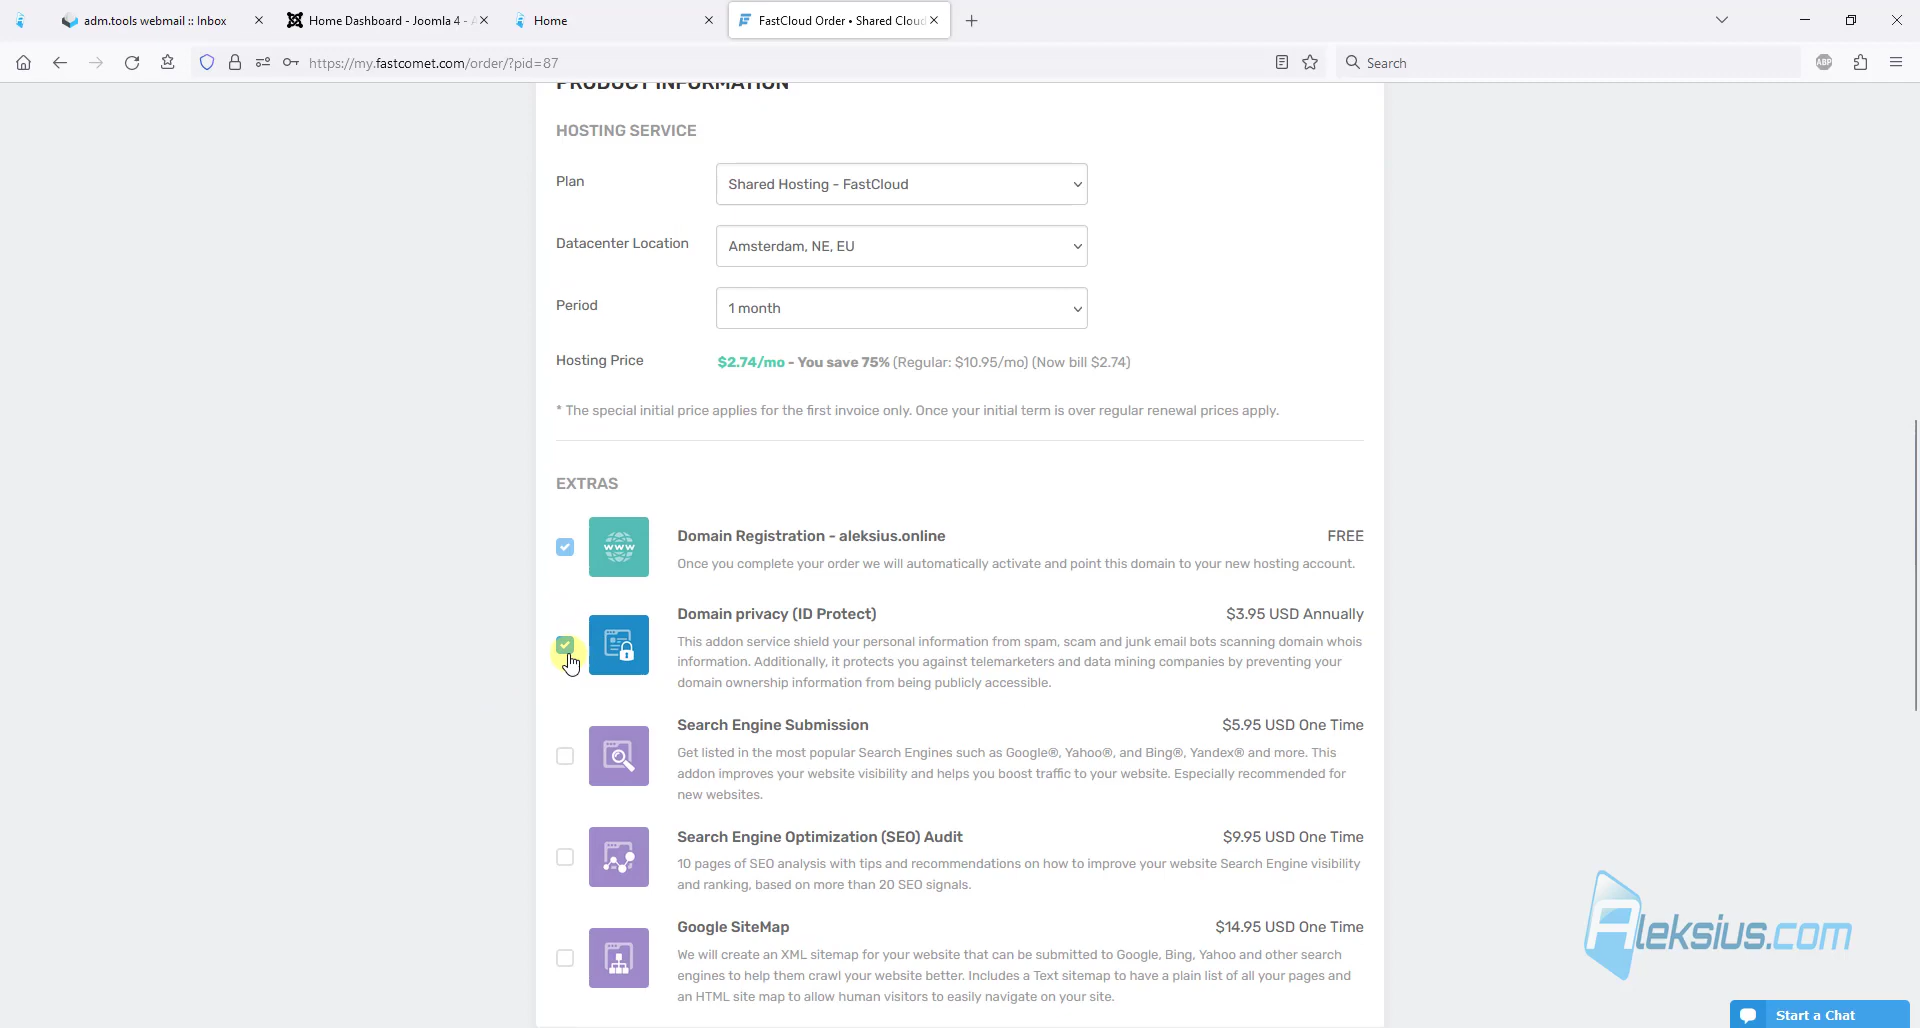 adm.tools webmail :: Inbox
Home Dashboard - Joomla 4 -
Home
FastCloud Order • Shared Cloud
https://my.fastcomet.com/order/?pid=87
Search
ABP
PRODUCT INFORMATION
HOSTING SERVICE
Plan
Shared Hosting - FastCloud
Datacenter Location
Amsterdam, NE, EU
Period
1 month
Hosting Price
$2.74/mo - You save 75% (Regular: $10.95/mo) (Now bill $2.74)
* The special initial price applies for the first invoice only. Once your initial term is over regular renewal prices apply.
EXTRAS
www
Domain Registration - aleksius.online
FREE
Once you complete your order we will automatically activate and point this domain to your new hosting account.
Domain privacy (ID Protect)
$3.95 USD Annually
This addon service shield your personal information from spam, scam and junk email bots scanning domain whois
information. Additionally, it protects you against telemarketers and data mining companies by preventing your
domain ownership information from being publicly accessible.
Search Engine Submission
$5.95 USD One Time
Get listed in the most popular Search Engines such as Google®, Yahoo®, and Bing®, Yandex® and more. This
addon improves your website visibility and helps you boost traffic to your website. Especially recommended for
new websites.
Search Engine Optimization (SEO) Audit
$9.95 USD One Time
10 pages of SEO analysis with tips and recommendations on how to improve your website Search Engine visibility
and ranking, based on more than 20 SEO signals.
Google SiteMap
$14.95 USD One Time
We will create an XML sitemap for your website that can be submitted to Google, Bing, Yahoo and other search
engines to help them crawl your website better. Includes a Text sitemap to have a plain list of all your pages and
an HTML site map to allow human visitors to easily navigate on your site.
Aleksius.com
Start a Chat